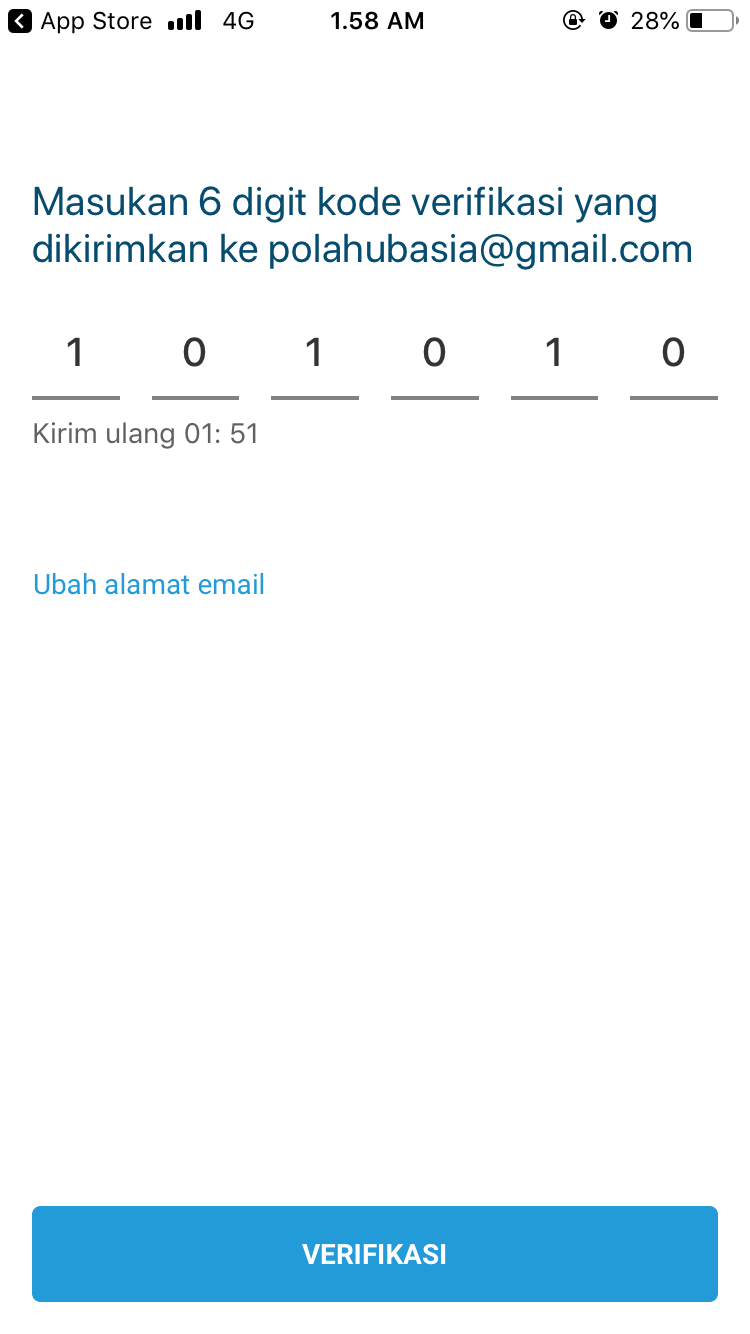 App Store 4G 1.58 AM 28%
Masukan 6 digit kode verifikasi yang
dikirimkan ke polahubasia@gmail.com
1 0 1 0 1 0
Kirim ulang 01: 51
Ubah alamat email
VERIFIKASI